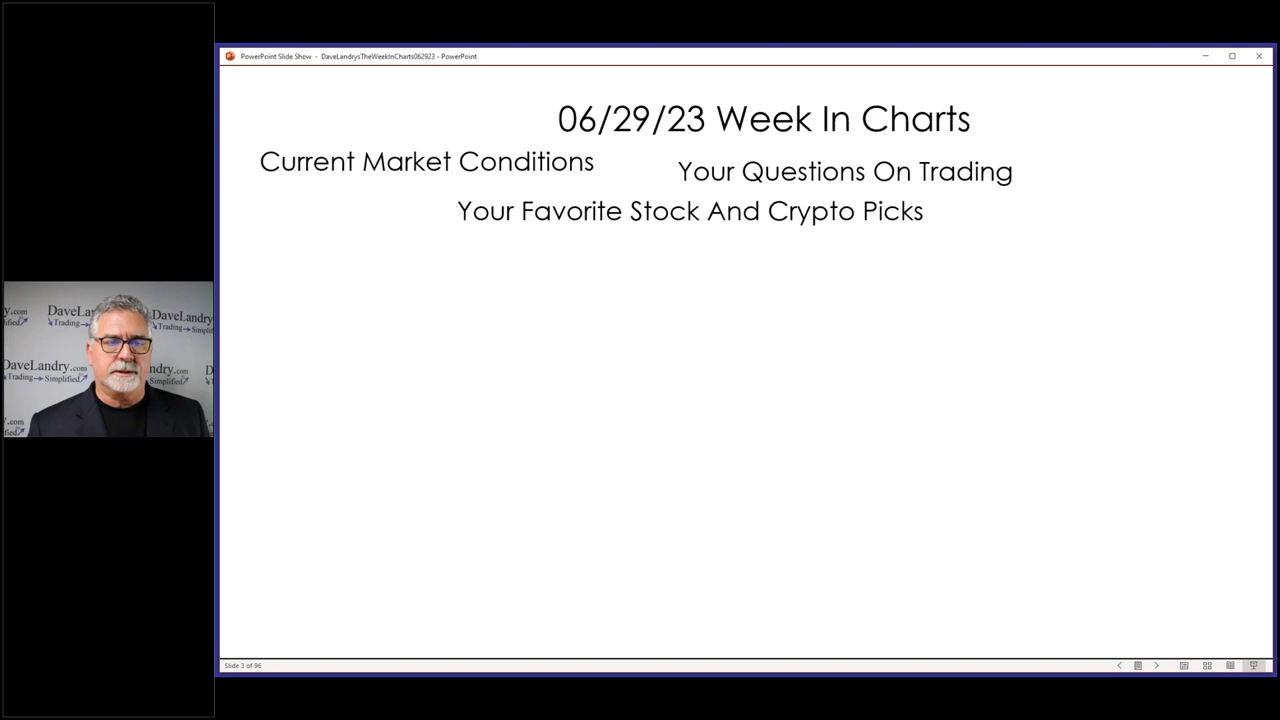 PowerPoint Slide Show - DaveLandrysTheWeekInCharts062923 - PowerPoint
06/29/23 Week In Charts
Current Market Conditions
Your Questions On Trading
Your Favorite Stock And Crypto Picks
DaveLandry.com
Trading Simplified
Slide 3 of 96